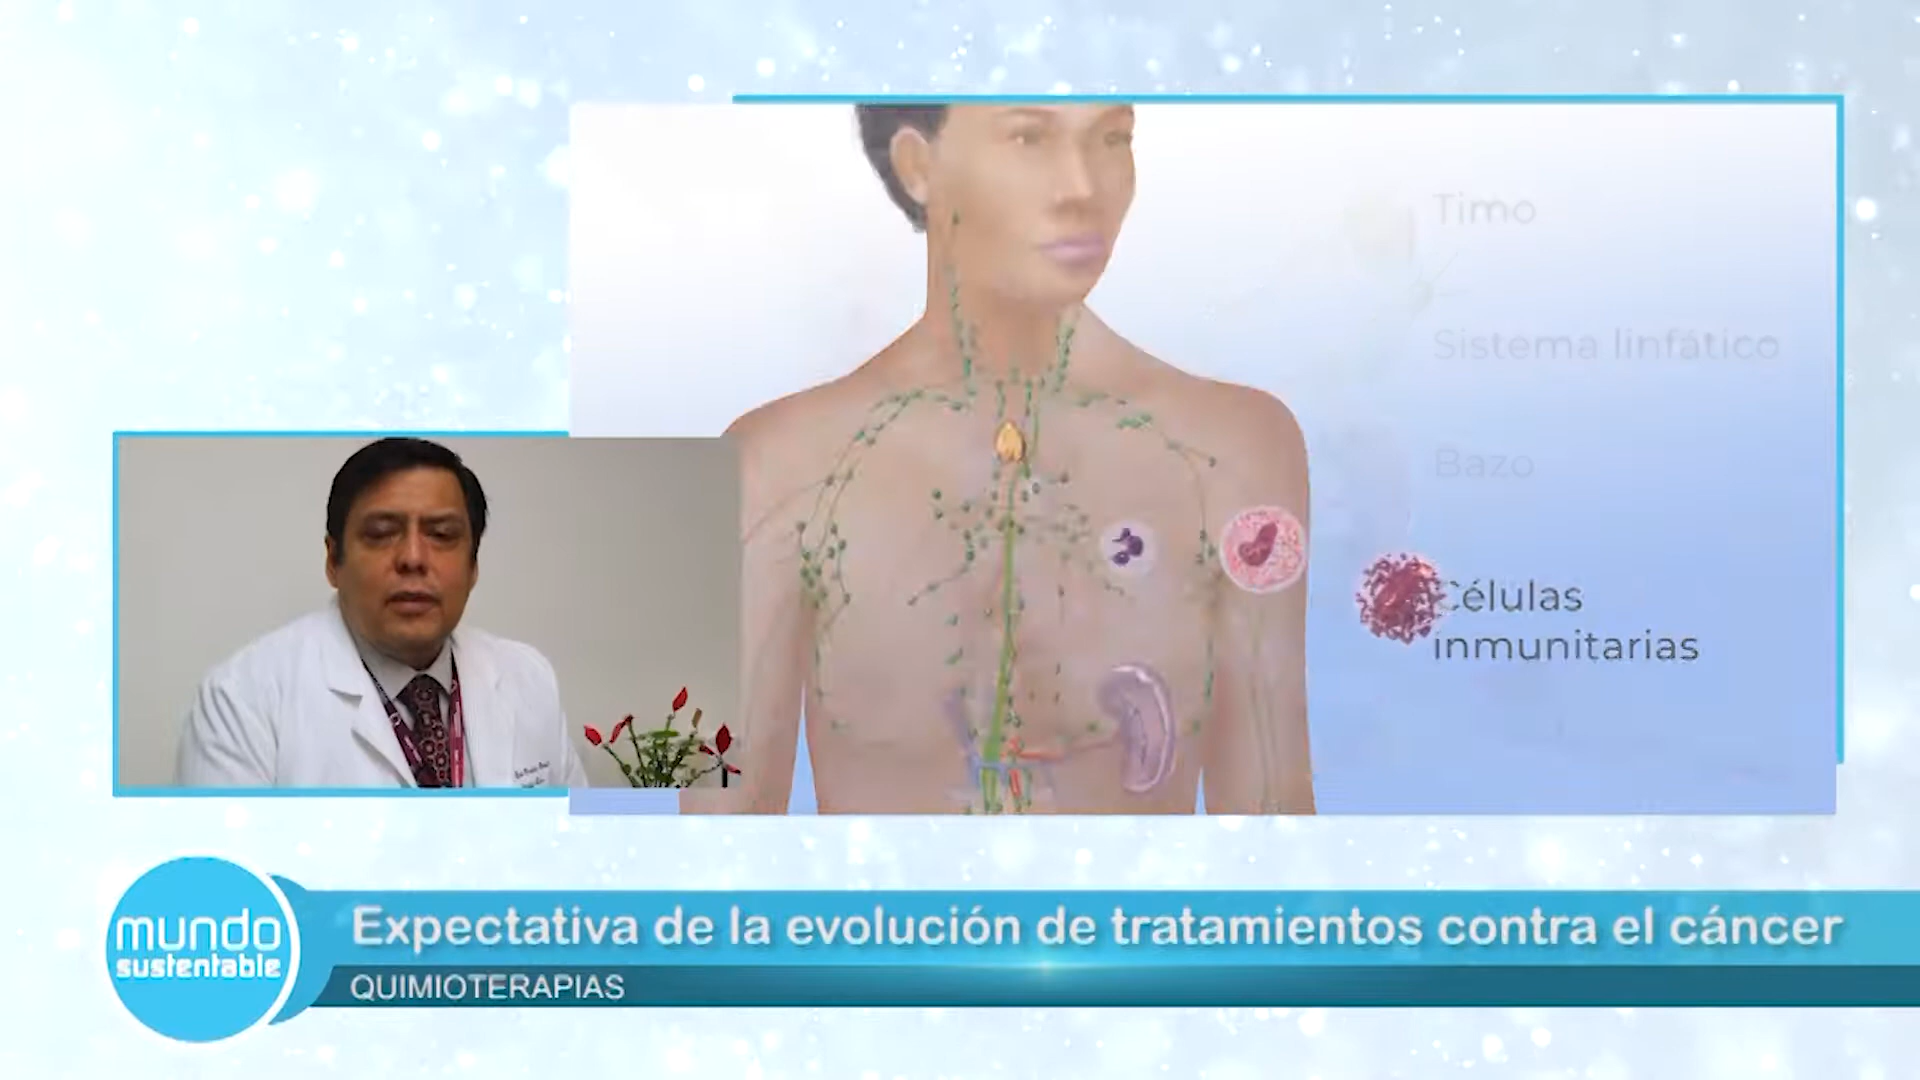 Timo
Sistema linfático
Bazo
Células
inmunitarias
mundo
sustentable
Expectativa de la evolución de tratamientos contra el cáncer
QUIMIOTERAPIAS